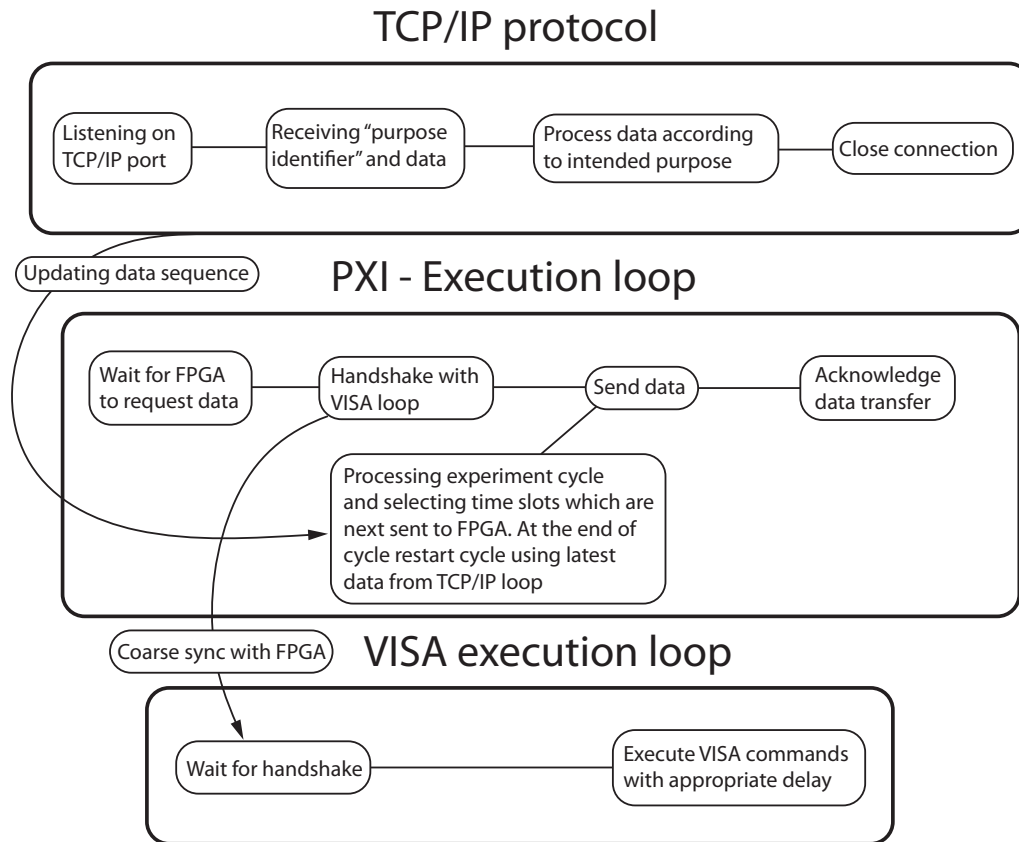 TCP/IP protocol
Listening on
TCP/IP port
Receiving “purpose
identifier” and data
Process data according
to intended purpose
Close connection
Updating data sequence
PXI - Execution loop
Wait for FPGA
to request data
Handshake with
VISA loop
Send data
Acknowledge
data transfer
Processing experiment cycle
and selecting time slots which are
next sent to FPGA. At the end of
cycle restart cycle using latest
data from TCP/IP loop
Coarse sync with FPGA
VISA execution loop
Wait for handshake
Execute VISA commands
with appropriate delay